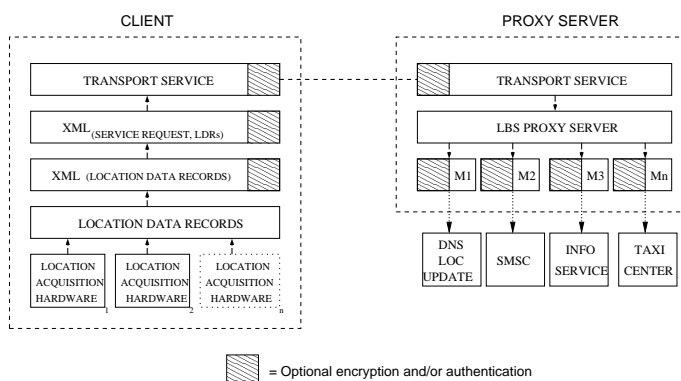 CLIENT
PROXY SERVER
TRANSPORT SERVICE
TRANSPORT SERVICE
XML (SERVICE REQUEST, LDRs)
LBS PROXY SERVER
XML (LOCATION DATA RECORDS)
M1
M2
M3
Mn
LOCATION DATA RECORDS
LOCATION
ACQUISITION
HARDWARE
1
LOCATION
ACQUISITION
HARDWARE
2
LOCATION
ACQUISITION
HARDWARE
n
DNS
LOC
UPDATE
SMSC
INFO
SERVICE
TAXI
CENTER
= Optional encryption and/or authentication